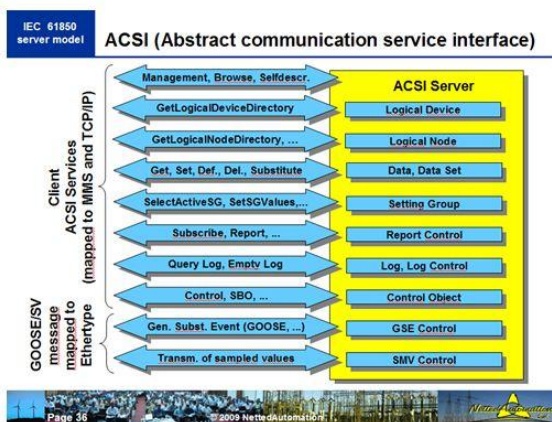 IEC 61850
server model
ACSI (Abstract communication service interface)
ACSI Server
Client
ACSI Services
(mapped to MMS and TCP/IP)
Management, Browse, Selfdescr.
GetLogicalDeviceDirectory
Logical Device
GetLogicalNodeDirectory, ...
Logical Node
Get, Set, Def., Del., Substitute
Data, Data Set
SelectActiveSG, SetSGValues,...
Setting Group
Subscribe, Report, ...
Report Control
Query Log, Empty Log
Log, Log Control
Control, SBO, ...
Control Object
GOOSE/SV
message
mapped to
Ethertype
Gen. Subst. Event (GOOSE, ...)
GSE Control
Transm. of sampled values
SMV Control
Page 36
© 2009 NettedAutomation
NettedAutomation